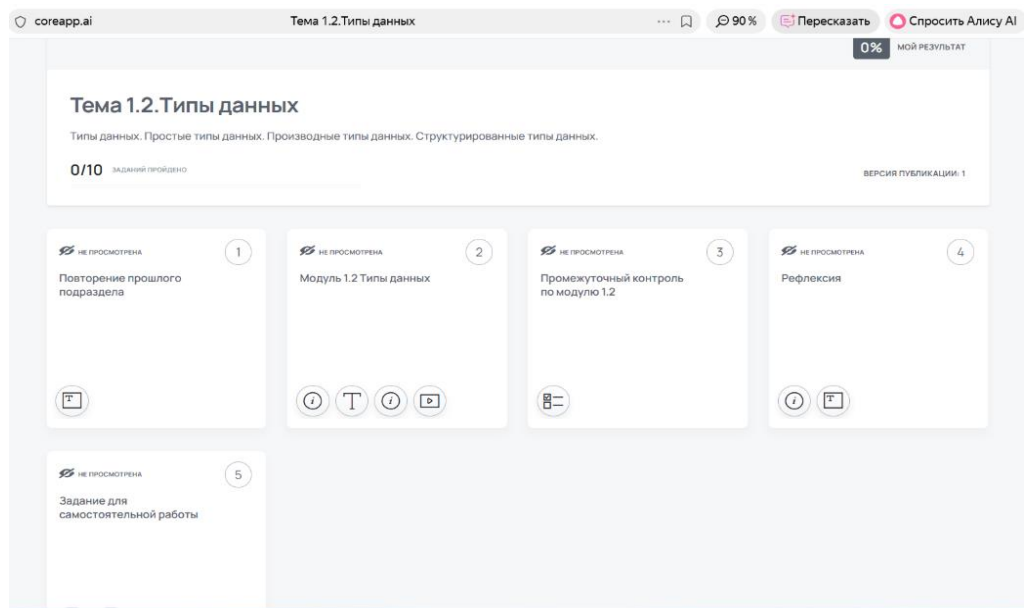 coreapp.ai
Тема 1.2.Типы данных
90 %
Пересказать
Спросить Алису AI
0% МОЙ РЕЗУЛЬТАТ
Тема 1.2.Типы данных
Типы данных. Простые типы данных. Производные типы данных. Структурированные типы данных.
0/10 ЗАДАНИЙ ПРОЙДЕНО
ВЕРСИЯ ПУБЛИКАЦИИ: 1
НЕ ПРОСМОТРЕНА 1
Повторение прошлого
подраздела
НЕ ПРОСМОТРЕНА 2
Модуль 1.2 Типы данных
НЕ ПРОСМОТРЕНА 3
Промежуточный контроль
по модулю 1.2
НЕ ПРОСМОТРЕНА 4
Рефлексия
НЕ ПРОСМОТРЕНА 5
Задание для
самостоятельной работы